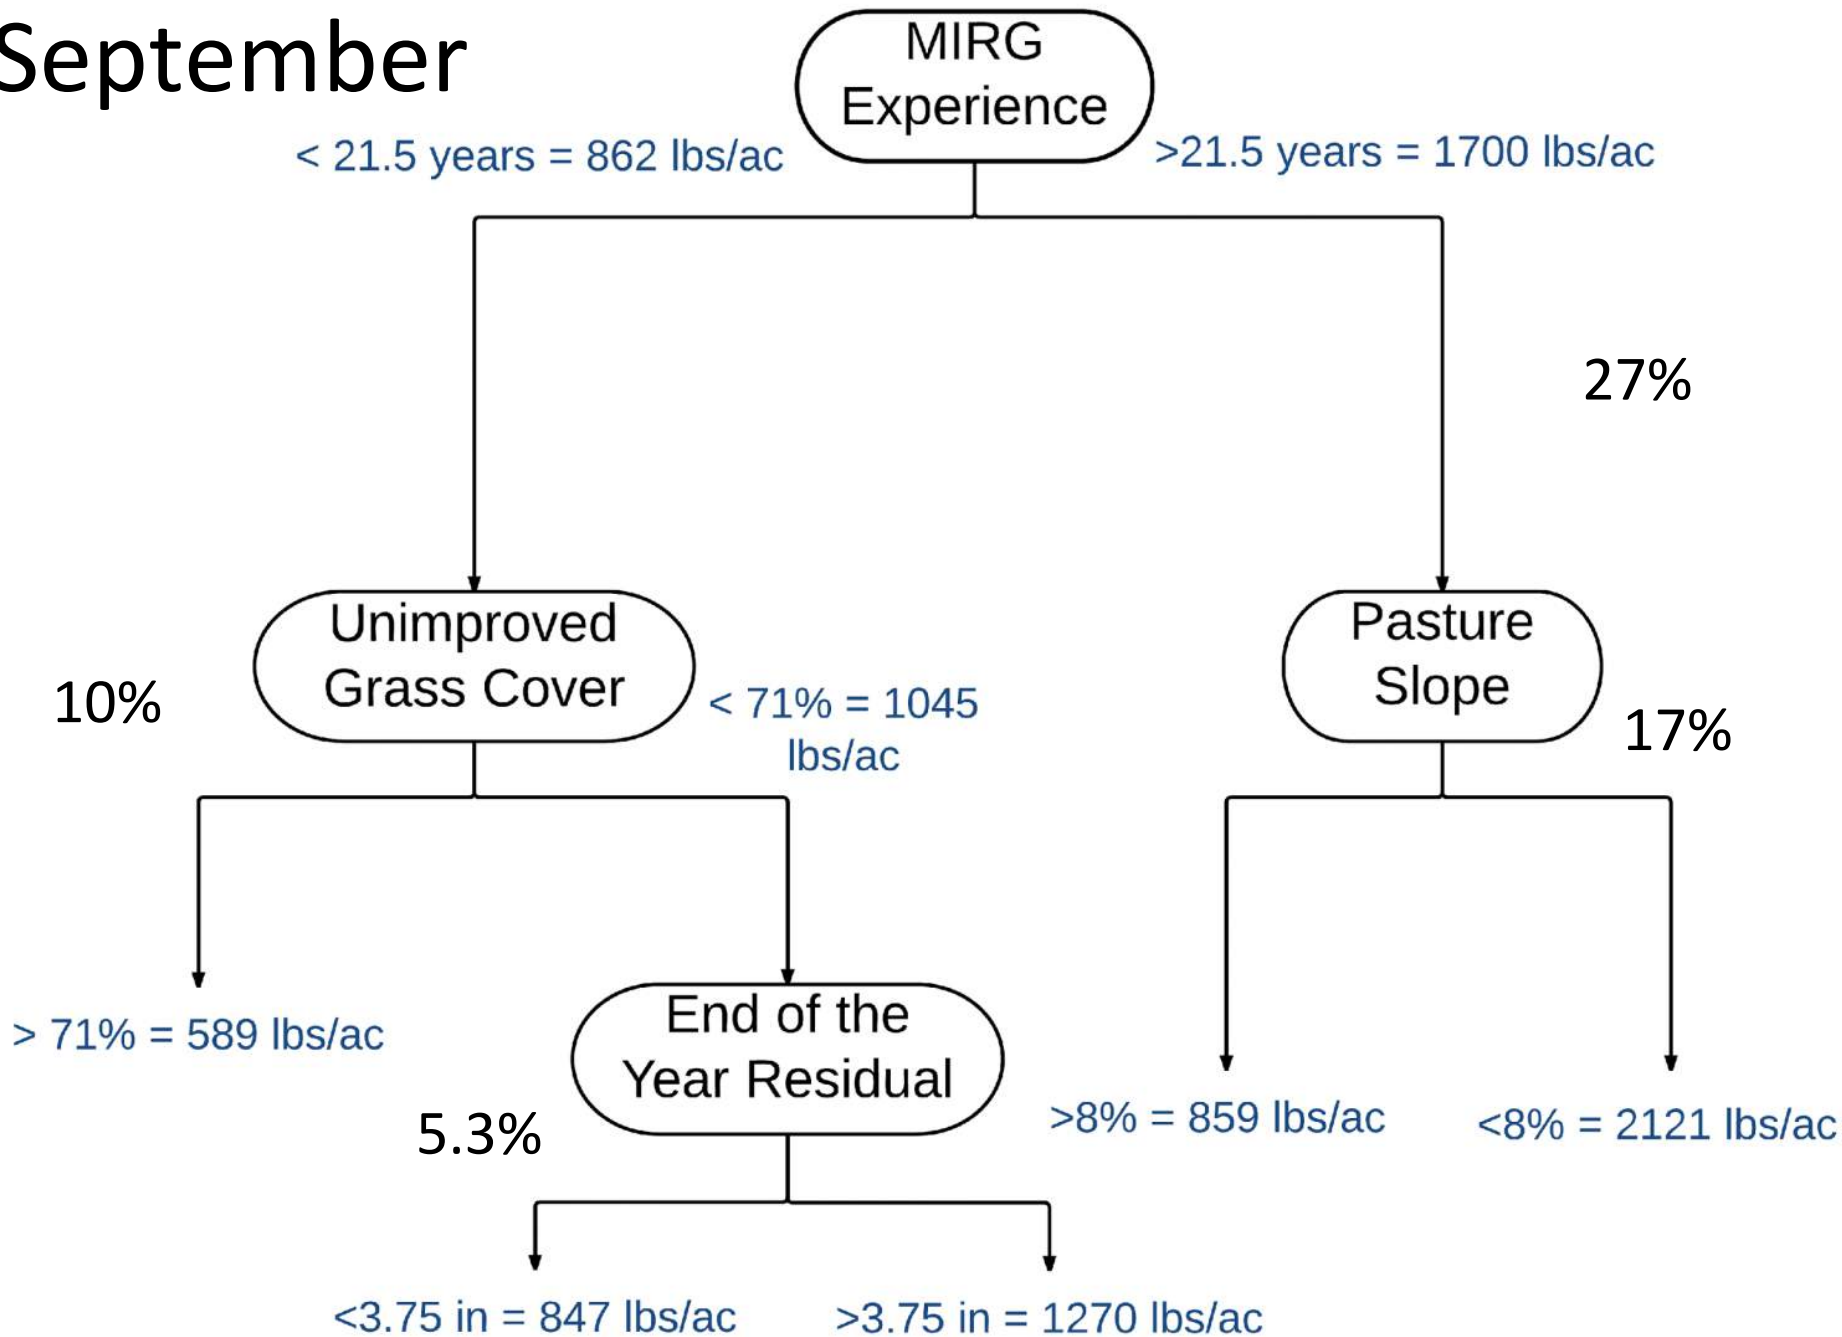 September
MIRG
Experience
< 21.5 years = 862 lbs/ac
>21.5 years = 1700 lbs/ac
27%
Unimproved
Grass Cover
10%
< 71% = 1045
lbs/ac
Pasture
Slope
17%
> 71% = 589 lbs/ac
End of the
Year Residual
5.3%
>8% = 859 lbs/ac
<8% = 2121 lbs/ac
<3.75 in = 847 lbs/ac
>3.75 in = 1270 lbs/ac